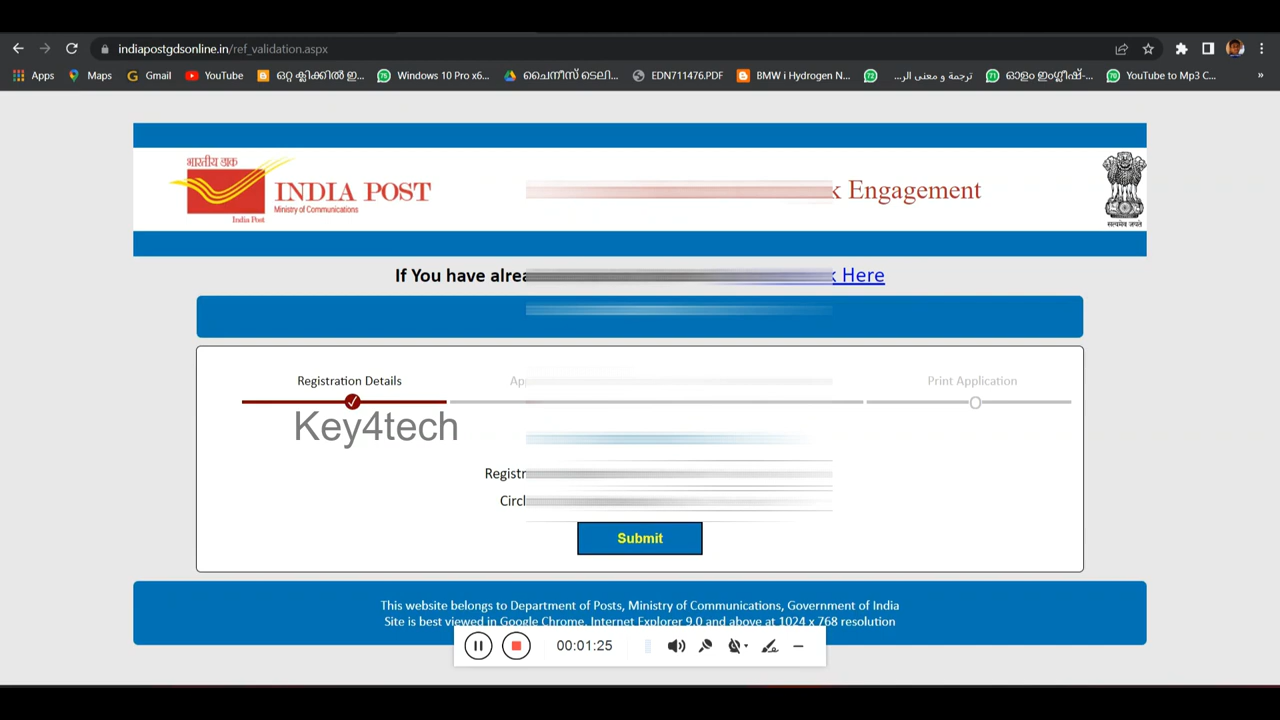 indiapostgdsonline.in/ref_validation.aspx
Apps Maps Gmail YouTube ഒറ്റ ക്ലിക്കിൽ ഇ... Windows 10 Pro x6... ചൈനീസ് ടെലി... EDN711476.PDF BMW i Hydrogen N... ترجمة و معنى الر... ഓളം ഇംഗ്ലീഷ്-... YouTube to Mp3 C... »
भारतीय डाक
INDIA POST
Ministry of Communications
India Post
Engagement
सत्यमेव जयते
If You have Here
Registration Details Print Application
Key4tech
Submit
This website belongs to Department of Posts, Ministry of Communications, Government of India
Site is best viewed in Google Chrome, Internet Explorer 9.0 and above at 1024 x 768 resolution
00:01:25